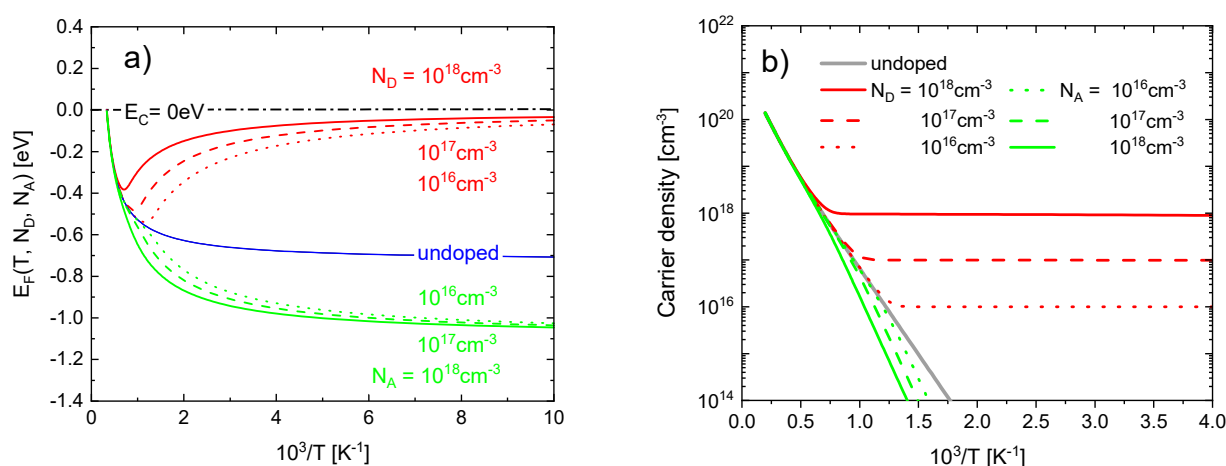 a)
N_D = 10^18cm^-3
E_C= 0eV
10^17cm^-3
10^16cm^-3
undoped
10^16cm^-3
10^17cm^-3
N_A = 10^18cm^-3
0.4
0.2
0.0
-0.2
-0.4
-0.6
-0.8
-1.0
-1.2
-1.4
0 2 4 6 8 10
E_F(T, N_D, N_A) [eV]
10^3/T [K^-1]
b)
undoped
N_D = 10^18cm^-3 N_A = 10^16cm^-3
10^17cm^-3 10^17cm^-3
10^16cm^-3 10^18cm^-3
10^22
10^20
10^18
10^16
10^14
0.0 0.5 1.0 1.5 2.0 2.5 3.0 3.5 4.0
Carrier density [cm^-3]
10^3/T [K^-1]